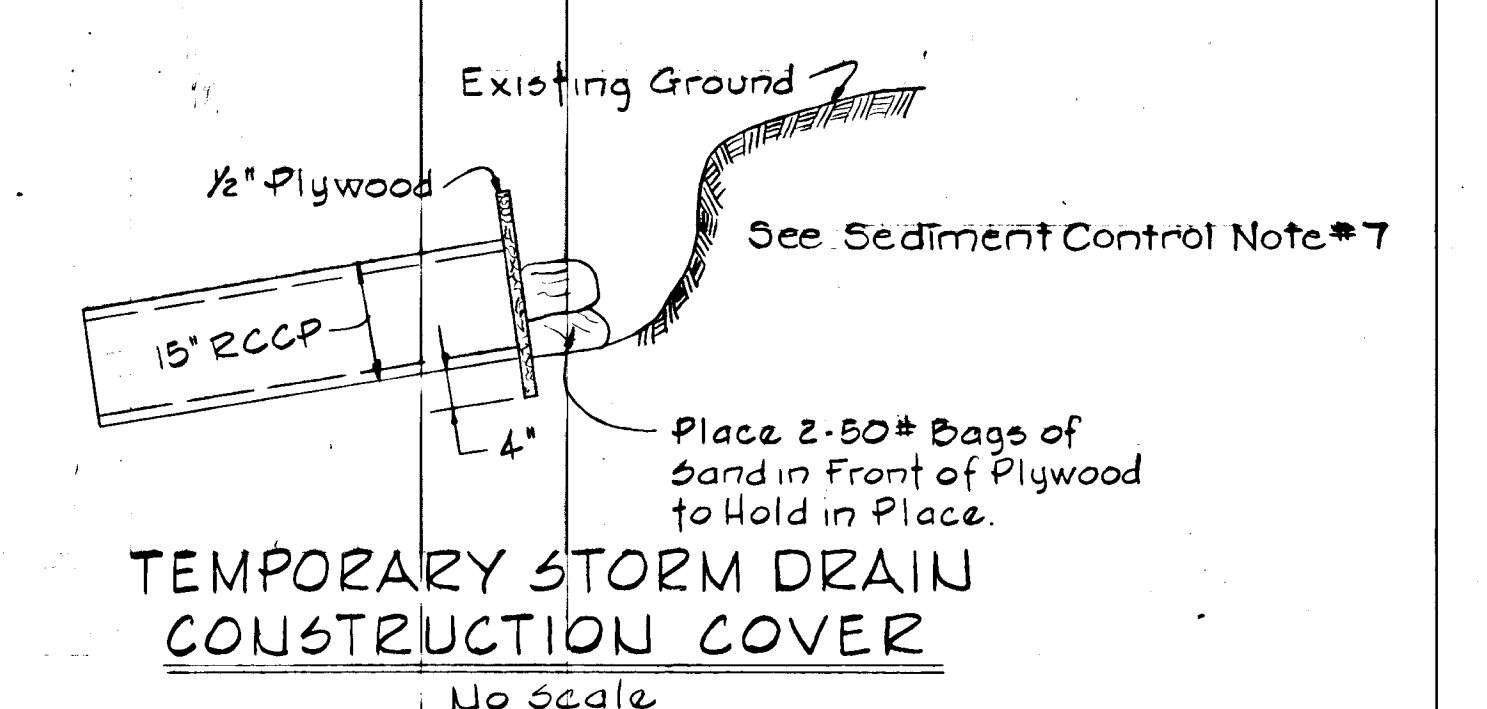 Existing Ground
1/2" Plywood
See Sediment Control Note #7
15" RCCP
4"
Place 2-50# Bags of
Sand in Front of Plywood
to Hold in Place.
TEMPORARY STORM DRAIN
CONSTRUCTION COVER
No Scale